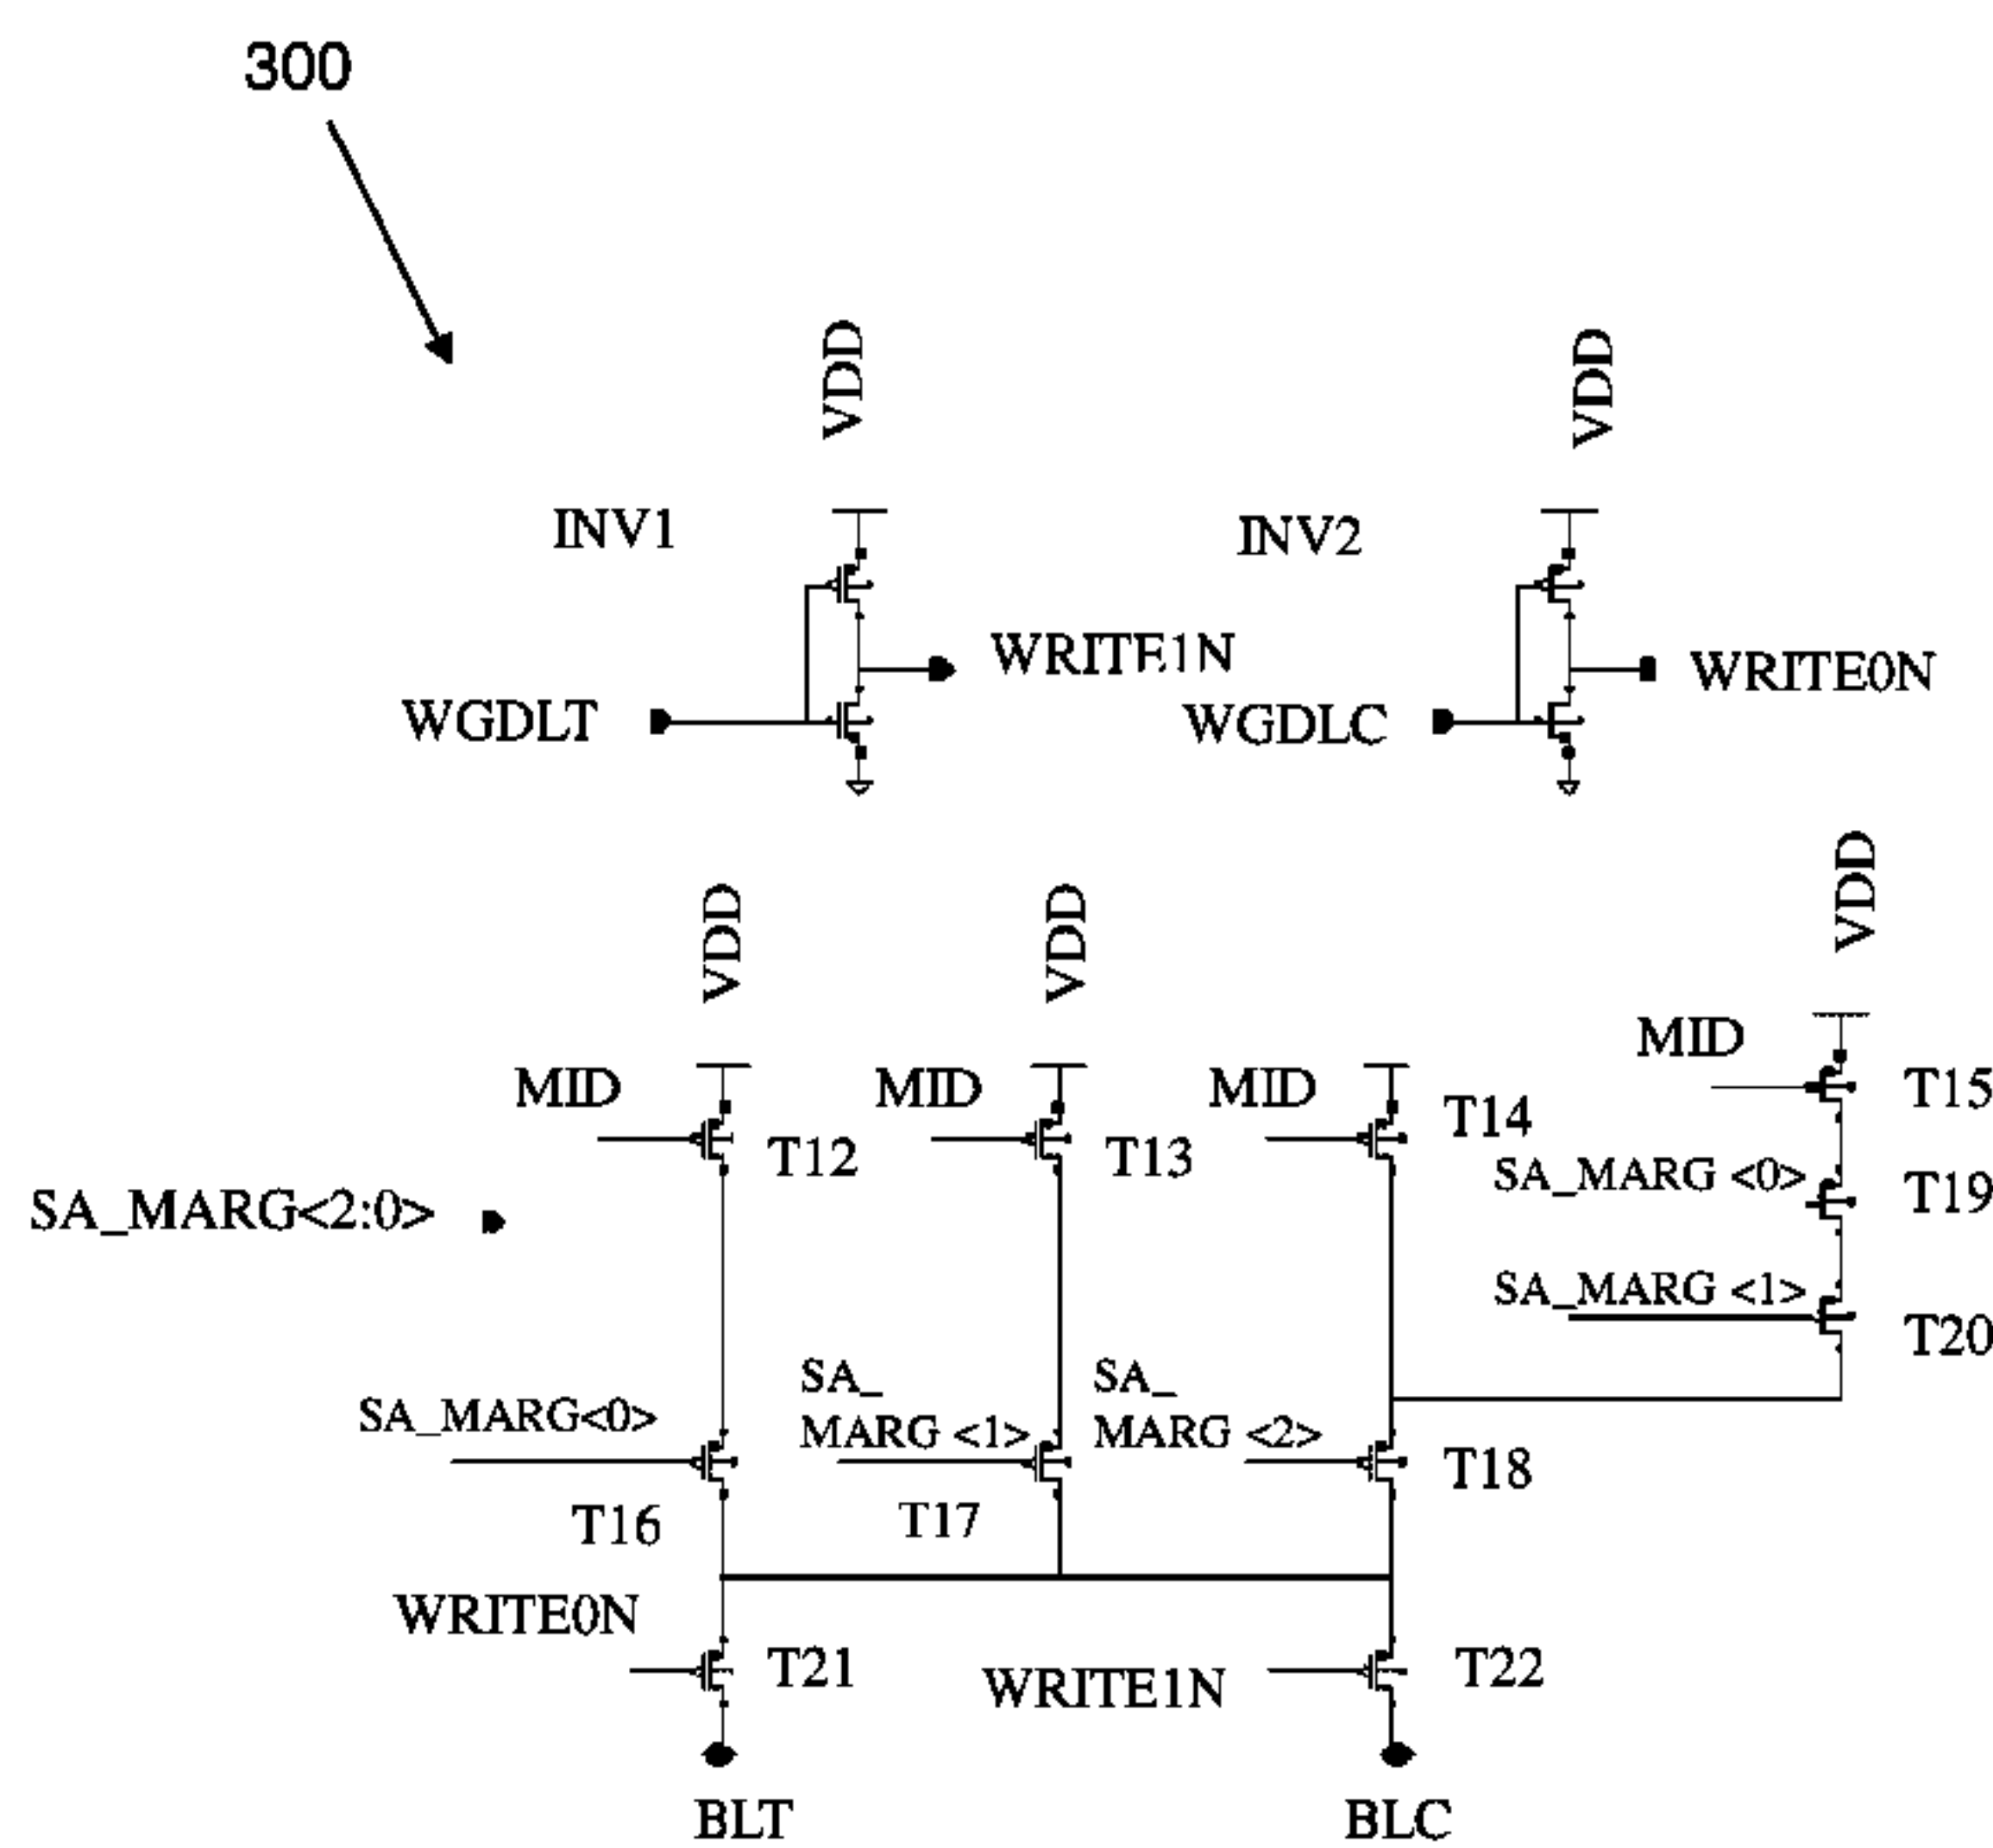 300
VDD
VDD
INV1
INV2
WRITE1N
WRITE0N
WGDLT
WGDLC
VDD
VDD
VDD
MID
MID
MID
MID
T12
T13
T14
T15
SA_MARG<2:0>
SA_MARG <0>
T19
SA_MARG <1>
T20
SA_MARG<0>
SA_
MARG <1>
SA_
MARG <2>
T16
T17
T18
WRITE0N
T21
WRITE1N
T22
BLT
BLC